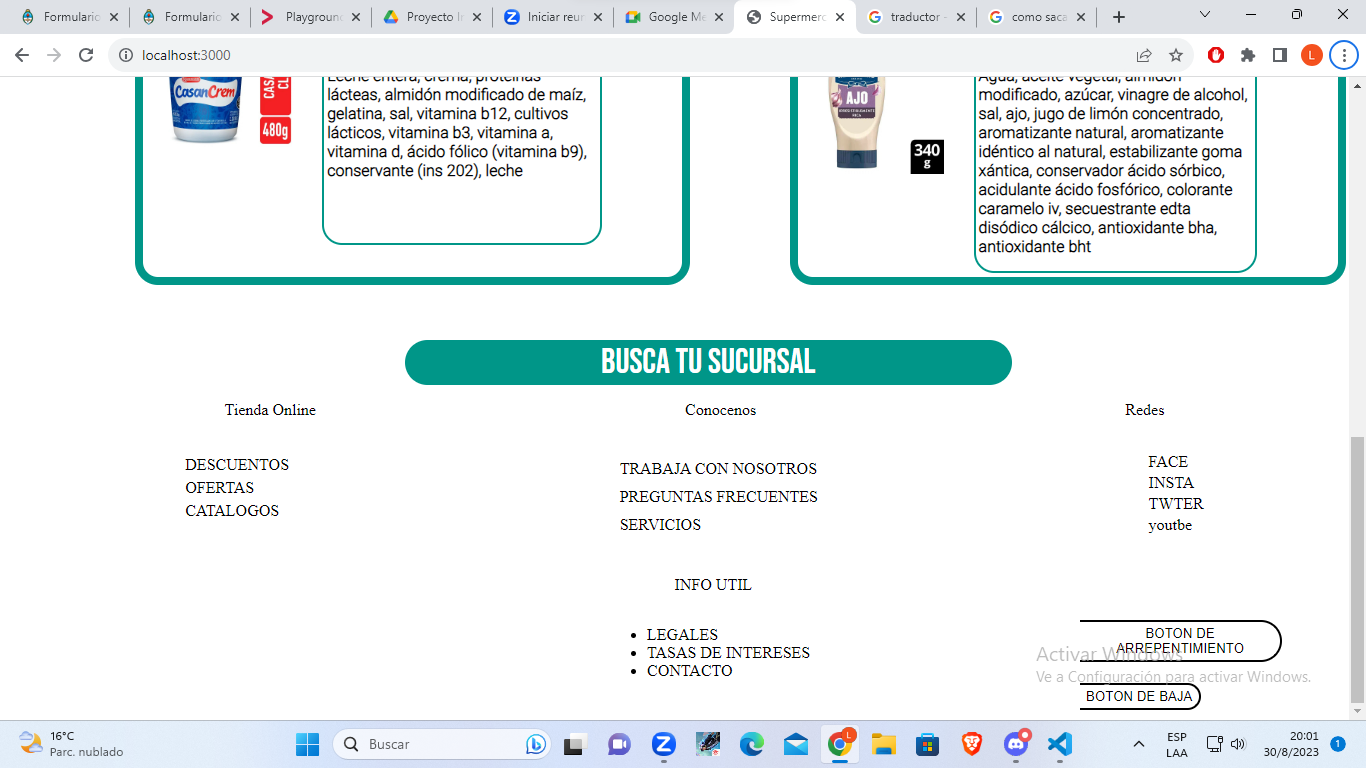 Formulario
Formulario
Playground
Proyecto In
Iniciar reun
Google Me
Supermerc
traductor -
como saca
localhost:3000
L
CasanCrem
CASA
CL
480g
Leche entera, crema, proteínas
lácteas, almidón modificado de maíz,
gelatina, sal, vitamina b12, cultivos
lácticos, vitamina b3, vitamina a,
vitamina d, ácido fólico (vitamina b9),
conservante (ins 202), leche
AJO
340
g
Agua, aceite vegetal, almidón
modificado, azúcar, vinagre de alcohol,
sal, ajo, jugo de limón concentrado,
aromatizante natural, aromatizante
idéntico al natural, estabilizante goma
xántica, conservador ácido sórbico,
acidulante ácido fosfórico, colorante
caramelo iv, secuestrante edta
disódico cálcico, antioxidante bha,
antioxidante bht
BUSCA TU SUCURSAL
Tienda Online
DESCUENTOS
OFERTAS
CATALOGOS
Conocenos
TRABAJA CON NOSOTROS
PREGUNTAS FRECUENTES
SERVICIOS
Redes
FACE
INSTA
TWTER
youtbe
INFO UTIL
LEGALES
TASAS DE INTERESES
CONTACTO
BOTON DE
ARREPENTIMIENTO
BOTON DE BAJA
Activar Windows
Ve a Configuración para activar Windows.
16°C
Parc. nublado
Buscar
L
ESP
LAA
20:01
30/8/2023
1